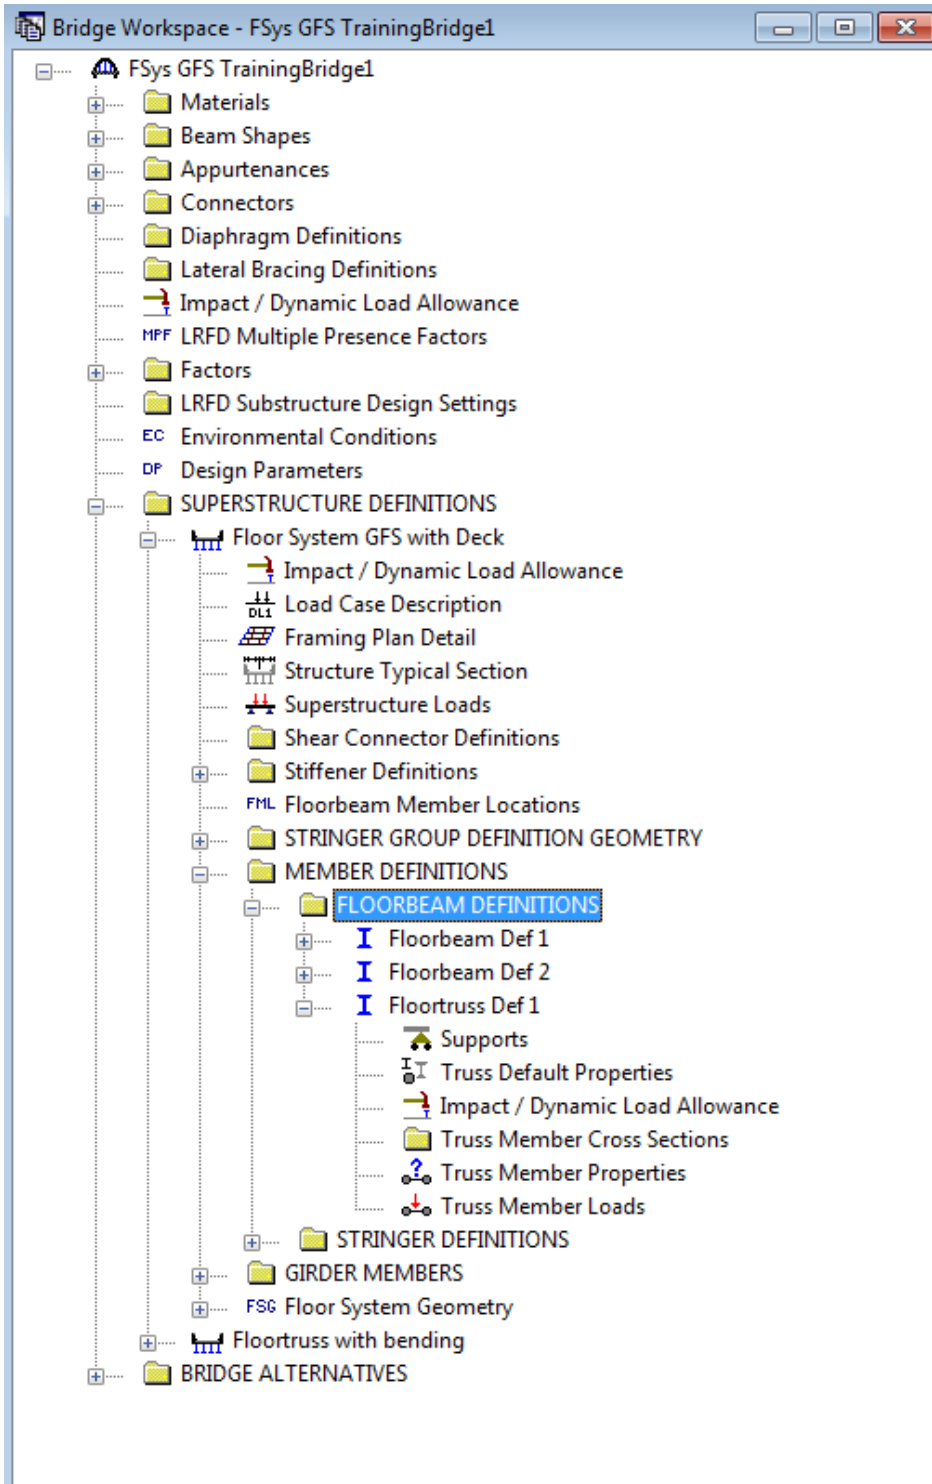 Bridge Workspace - FSys GFS TrainingBridge1
FSys GFS TrainingBridge1
Materials
Beam Shapes
Appurtenances
Connectors
Diaphragm Definitions
Lateral Bracing Definitions
Impact / Dynamic Load Allowance
MPF LRFD Multiple Presence Factors
Factors
LRFD Substructure Design Settings
EC Environmental Conditions
DP Design Parameters
SUPERSTRUCTURE DEFINITIONS
Floor System GFS with Deck
Impact / Dynamic Load Allowance
DL1 Load Case Description
Framing Plan Detail
Structure Typical Section
Superstructure Loads
Shear Connector Definitions
Stiffener Definitions
FML Floorbeam Member Locations
STRINGER GROUP DEFINITION GEOMETRY
MEMBER DEFINITIONS
FLOORBEAM DEFINITIONS
Floorbeam Def 1
Floorbeam Def 2
Floortruss Def 1
Supports
Truss Default Properties
Impact / Dynamic Load Allowance
Truss Member Cross Sections
Truss Member Properties
Truss Member Loads
STRINGER DEFINITIONS
GIRDER MEMBERS
FSG Floor System Geometry
Floortruss with bending
BRIDGE ALTERNATIVES